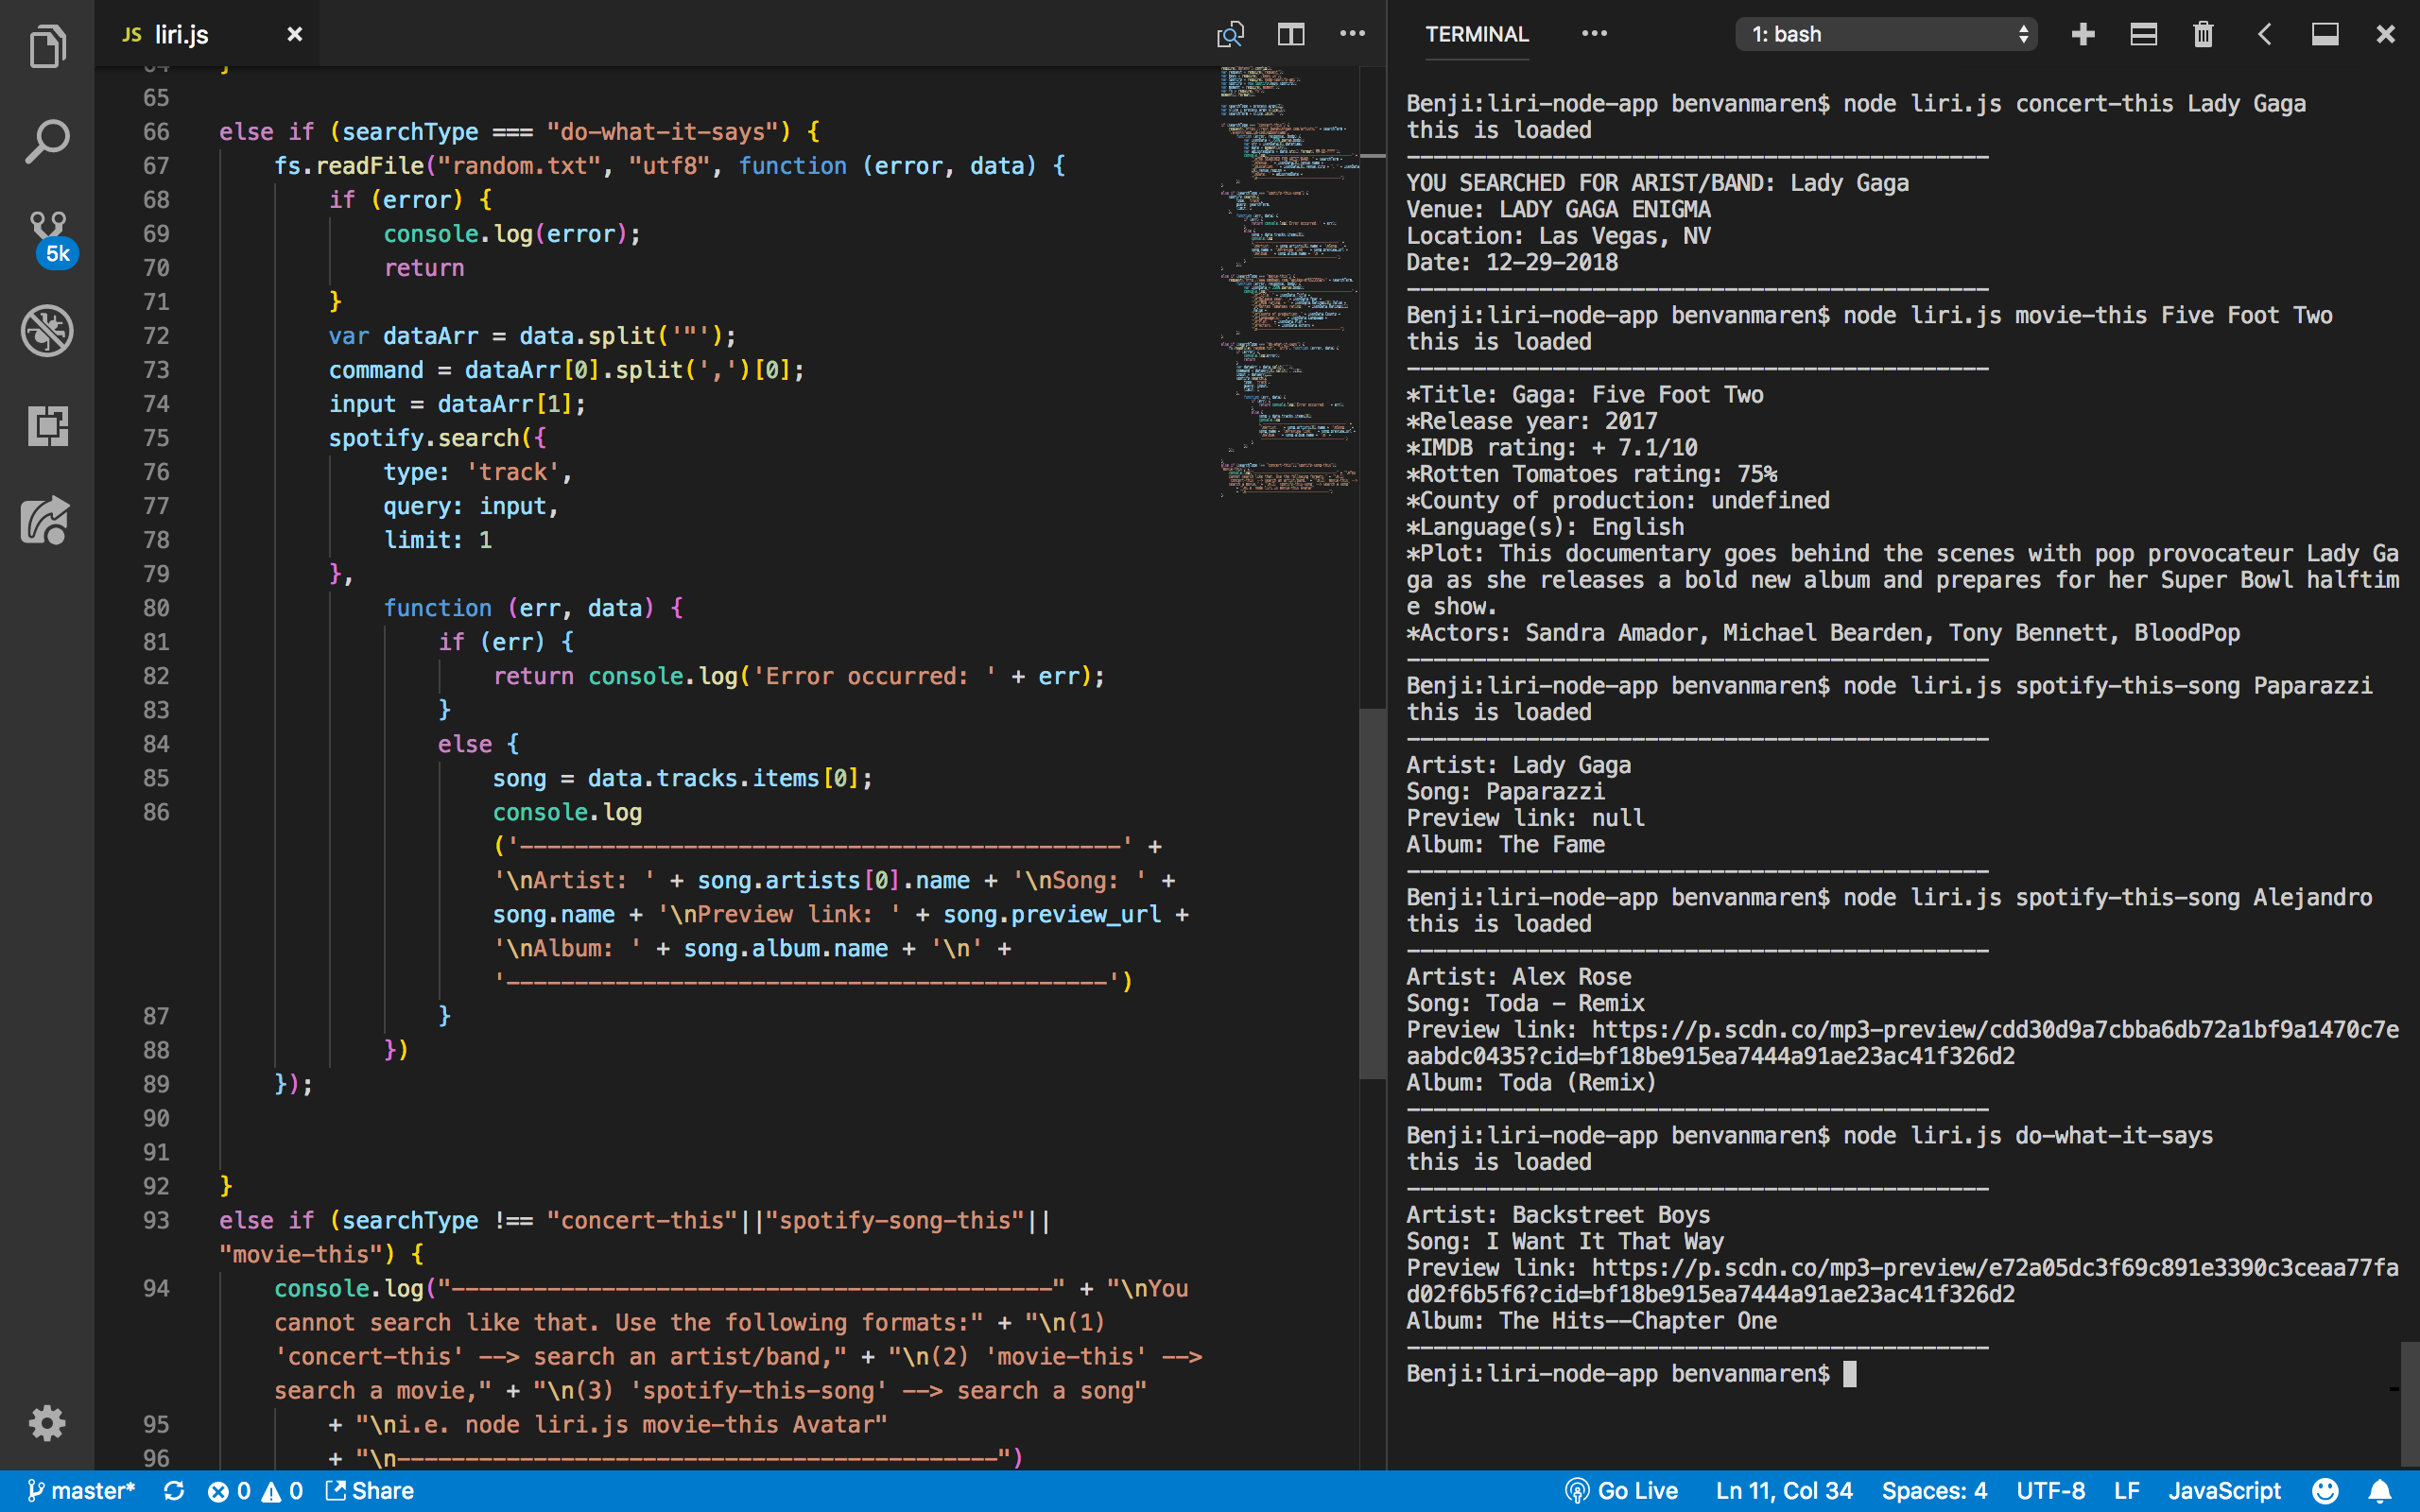 JS liri.js
64 }
65
66 else if (searchType === "do-what-it-says") {
67 fs.readFile("random.txt", "utf8", function (error, data) {
68 if (error) {
69 console.log(error);
70 return
71 }
72 var dataArr = data.split('"');
73 command = dataArr[0].split(',')[0];
74 input = dataArr[1];
75 spotify.search({
76 type: 'track',
77 query: input,
78 limit: 1
79 },
80 function (err, data) {
81 if (err) {
82 return console.log('Error occurred: ' + err);
83 }
84 else {
85 song = data.tracks.items[0];
86 console.log
('--------------------------------------------' +
'\nArtist: ' + song.artists[0].name + '\nSong: ' +
song.name + '\nPreview link: ' + song.preview_url +
'\nAlbum: ' + song.album.name + '\n' +
'--------------------------------------------')
87 }
88 })
89 });
90
91
92 }
93 else if (searchType !== "concert-this"||"spotify-song-this"||
"movie-this") {
94 console.log("--------------------------------------------" + "\nYou
cannot search like that. Use the following formats:" + "\n(1)
'concert-this' --> search an artist/band," + "\n(2) 'movie-this' -->
search a movie," + "\n(3) 'spotify-this-song' --> search a song"
95 + "\ni.e. node liri.js movie-this Avatar"
96 + "\n--------------------------------------------")
5k
TERMINAL
1: bash
Benji:liri-node-app benvanmaren$ node liri.js concert-this Lady Gaga
this is loaded
--------------------------------------------
YOU SEARCHED FOR ARIST/BAND: Lady Gaga
Venue: LADY GAGA ENIGMA
Location: Las Vegas, NV
Date: 12-29-2018
--------------------------------------------
Benji:liri-node-app benvanmaren$ node liri.js movie-this Five Foot Two
this is loaded
--------------------------------------------
*Title: Gaga: Five Foot Two
*Release year: 2017
*IMDB rating: + 7.1/10
*Rotten Tomatoes rating: 75%
*County of production: undefined
*Language(s): English
*Plot: This documentary goes behind the scenes with pop provocateur Lady Ga
ga as she releases a bold new album and prepares for her Super Bowl halftim
e show.
*Actors: Sandra Amador, Michael Bearden, Tony Bennett, BloodPop
--------------------------------------------
Benji:liri-node-app benvanmaren$ node liri.js spotify-this-song Paparazzi
this is loaded
--------------------------------------------
Artist: Lady Gaga
Song: Paparazzi
Preview link: null
Album: The Fame
--------------------------------------------
Benji:liri-node-app benvanmaren$ node liri.js spotify-this-song Alejandro
this is loaded
--------------------------------------------
Artist: Alex Rose
Song: Toda - Remix
Preview link: https://p.scdn.co/mp3-preview/cdd30d9a7cbba6db72a1bf9a1470c7e
aabdc0435?cid=bf18be915ea7444a91ae23ac41f326d2
Album: Toda (Remix)
--------------------------------------------
Benji:liri-node-app benvanmaren$ node liri.js do-what-it-says
this is loaded
--------------------------------------------
Artist: Backstreet Boys
Song: I Want It That Way
Preview link: https://p.scdn.co/mp3-preview/e72a05dc3f69c891e3390c3ceaa77fa
d02f6b5f6?cid=bf18be915ea7444a91ae23ac41f326d2
Album: The Hits--Chapter One
--------------------------------------------
Benji:liri-node-app benvanmaren$
master* 0 0 Share Go Live Ln 11, Col 34 Spaces: 4 UTF-8 LF JavaScript